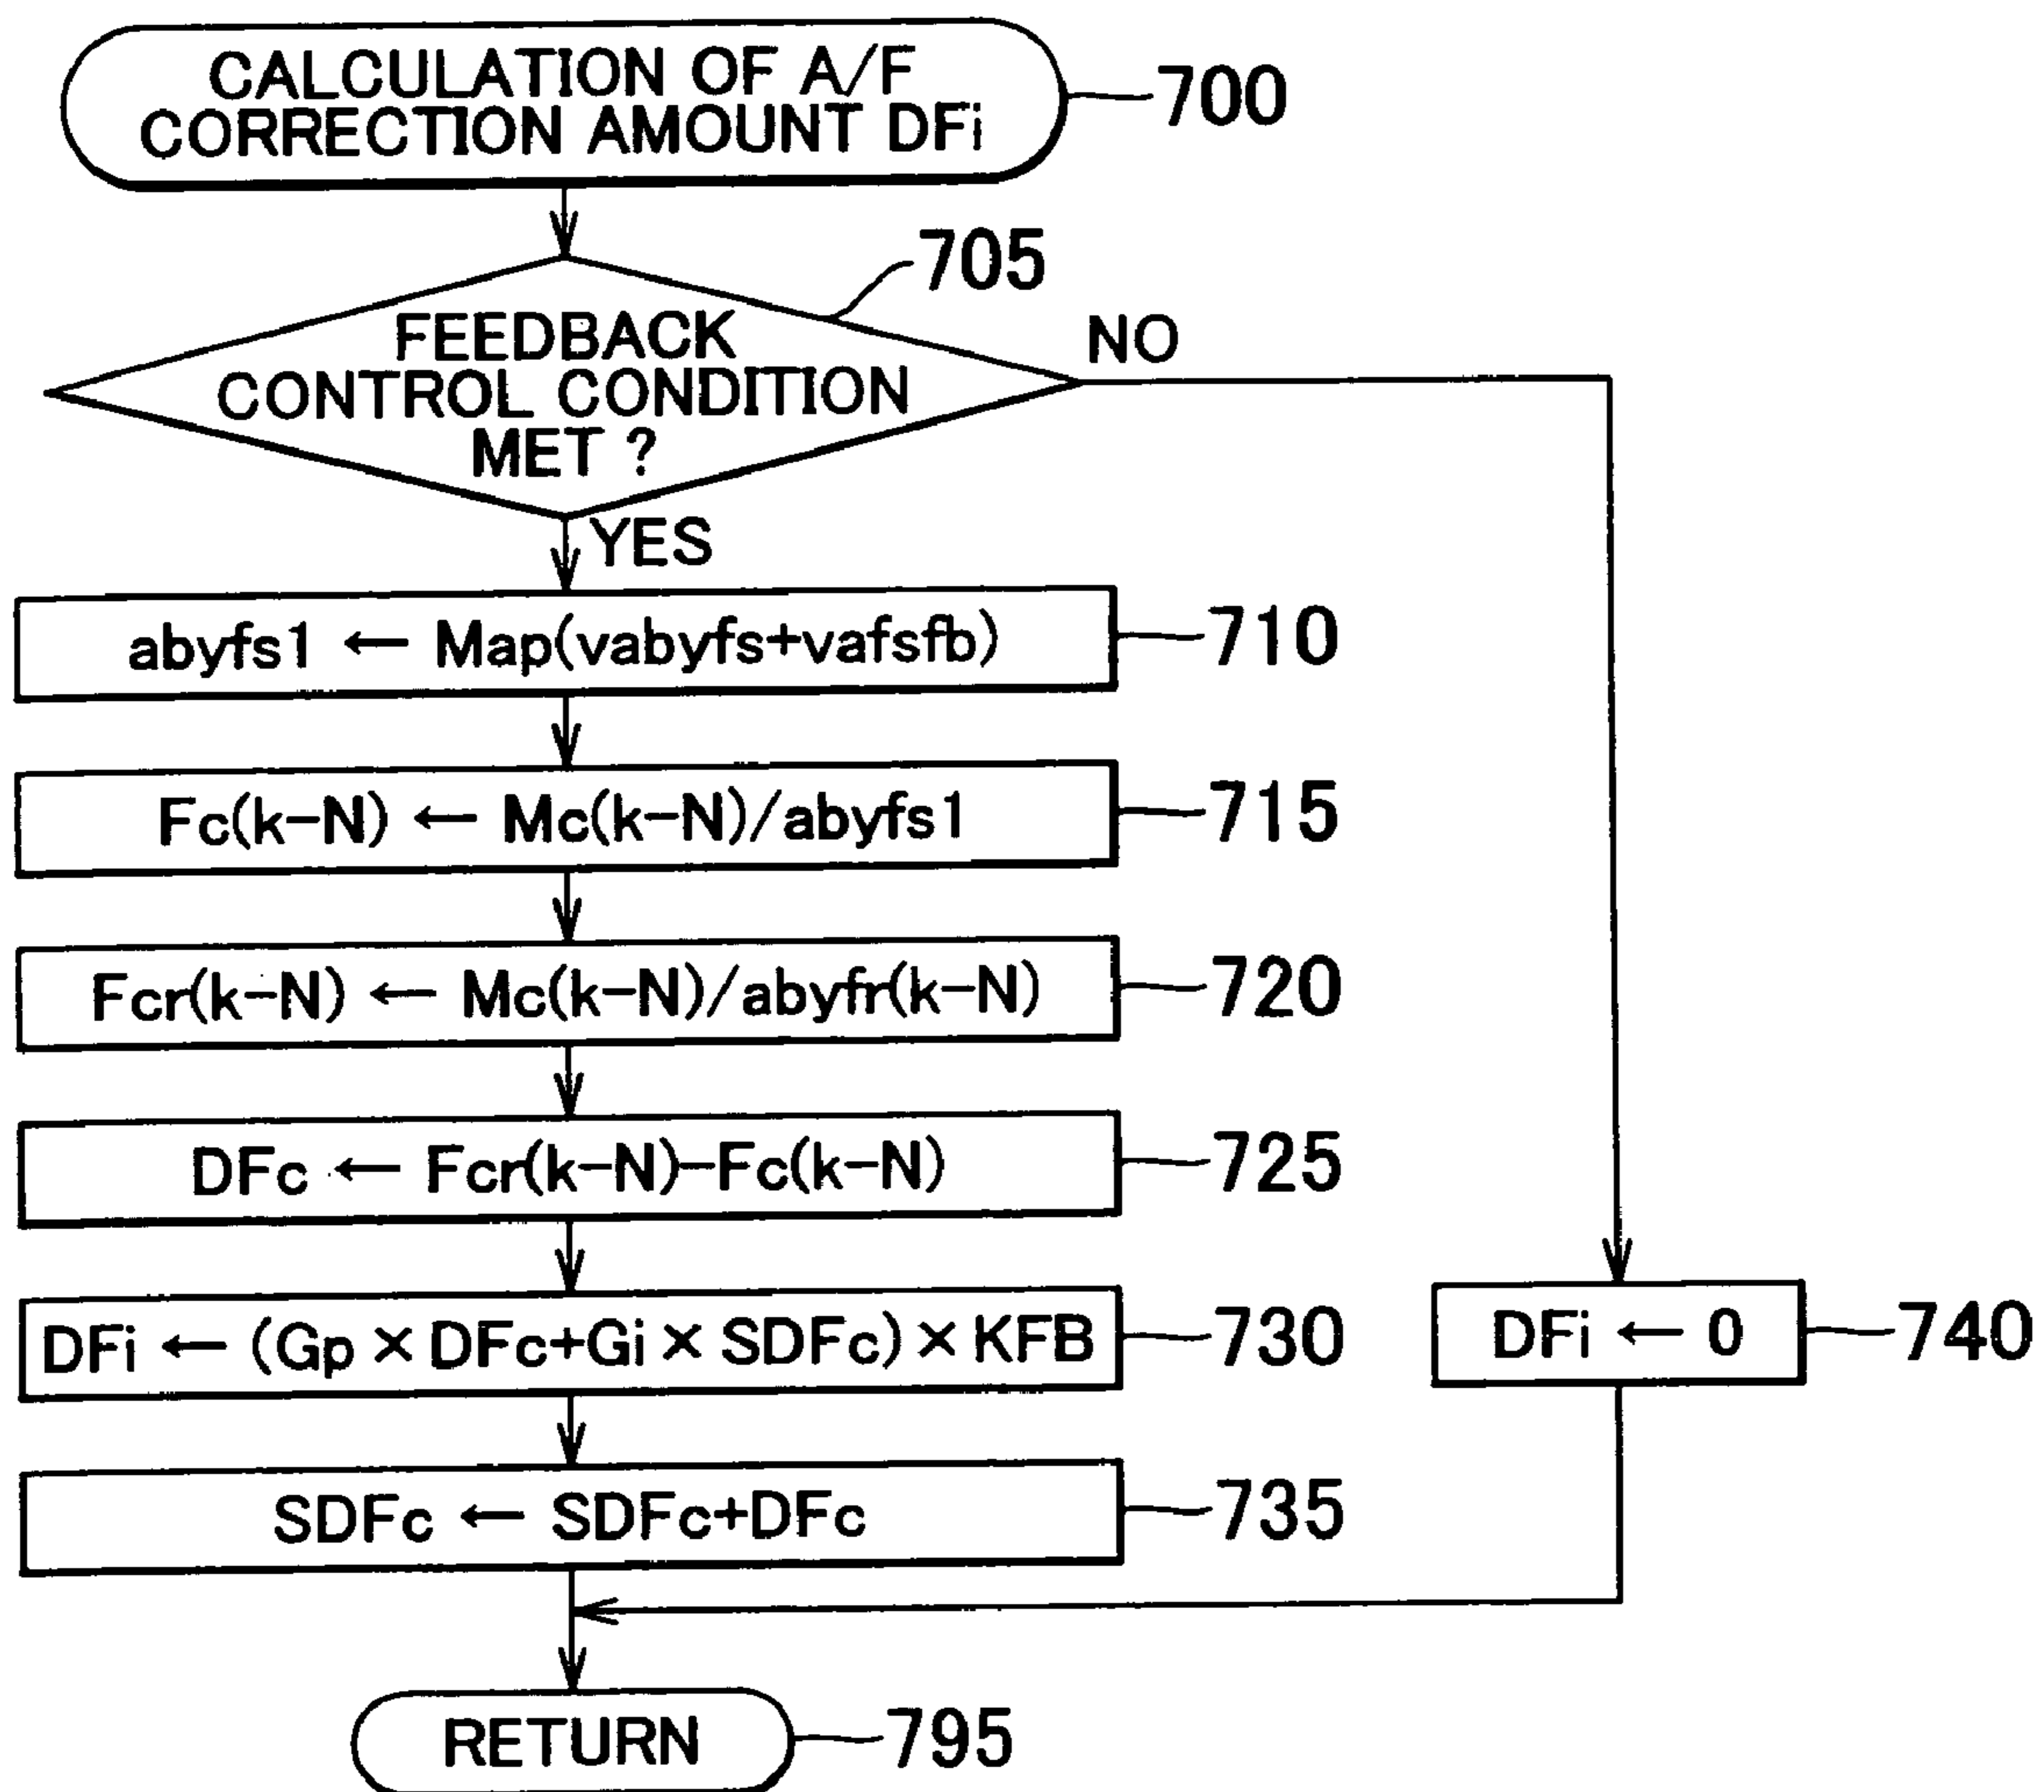 CALCULATION OF A/F
CORRECTION AMOUNT DFi
700
705
FEEDBACK
CONTROL CONDITION
MET ?
NO
YES
abyfs1 ← Map(vabyfs+vafsfb)
710
Fc(k-N) ← Mc(k-N)/abyfs1
715
Fcr(k-N) ← Mc(k-N)/abyfr(k-N)
720
DFc ← Fcr(k-N)-Fc(k-N)
725
DFi ← (Gp × DFc+Gi × SDFc) × KFB
730
DFi ← 0
740
SDFc ← SDFc+DFc
735
RETURN
795